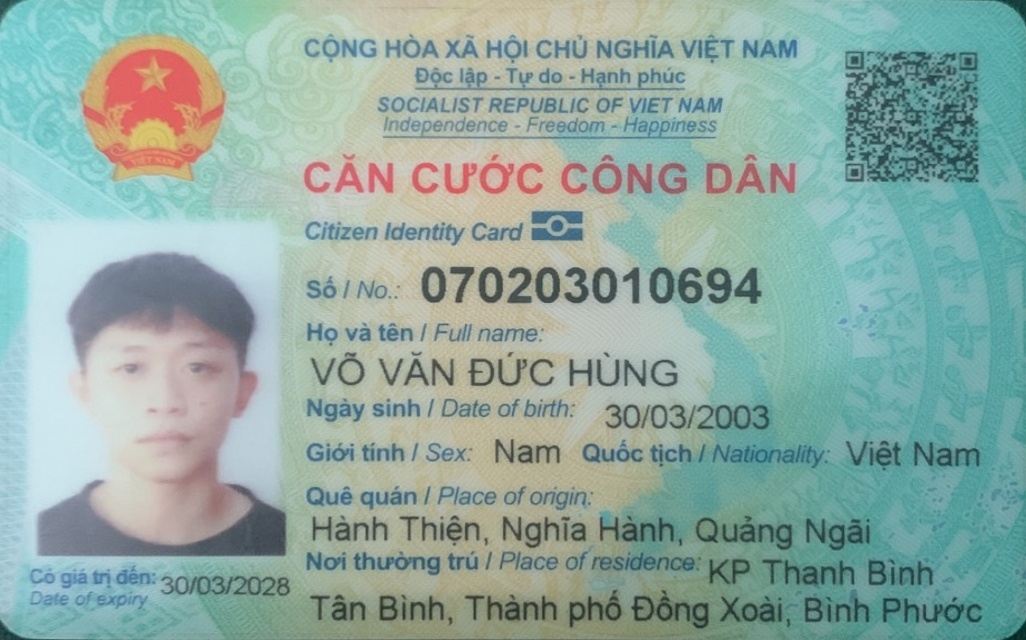 CỘNG HÒA XÃ HỘI CHỦ NGHĨA VIỆT NAM
Độc lập - Tự do - Hạnh phúc
SOCIALIST REPUBLIC OF VIET NAM
Independence - Freedom - Happiness
CĂN CƯỚC CÔNG DÂN
Citizen Identity Card
Số / No.: 070203010694
Họ và tên / Full name:
VÕ VĂN ĐỨC HÙNG
Ngày sinh / Date of birth: 30/03/2003
Giới tính / Sex: Nam Quốc tịch / Nationality: Việt Nam
Quê quán / Place of origin:
Hành Thiện, Nghĩa Hành, Quảng Ngãi
Nơi thường trú / Place of residence: KP Thanh Bình
Tân Bình, Thành phố Đồng Xoài, Bình Phước
Có giá trị đến: 30/03/2028
Date of expiry
VIỆT NAM